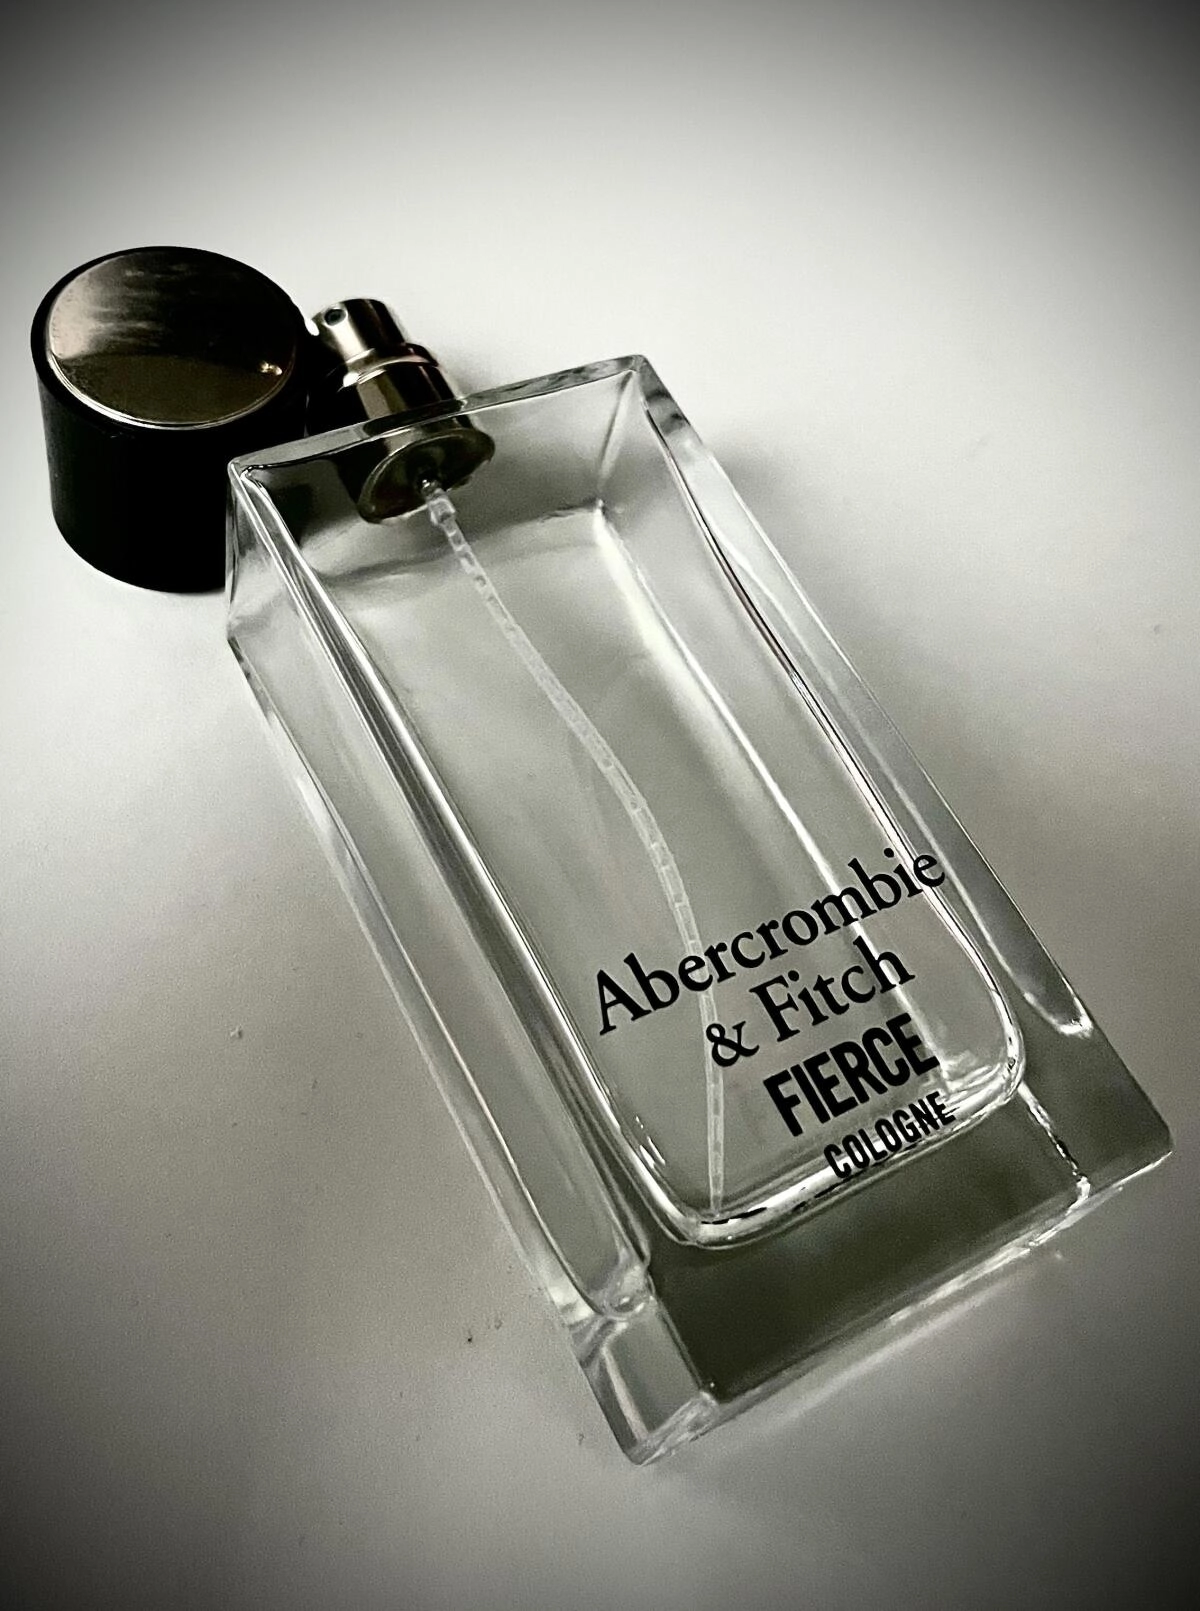 Abercrombie
& Fitch
FIERCE
COLOGNE